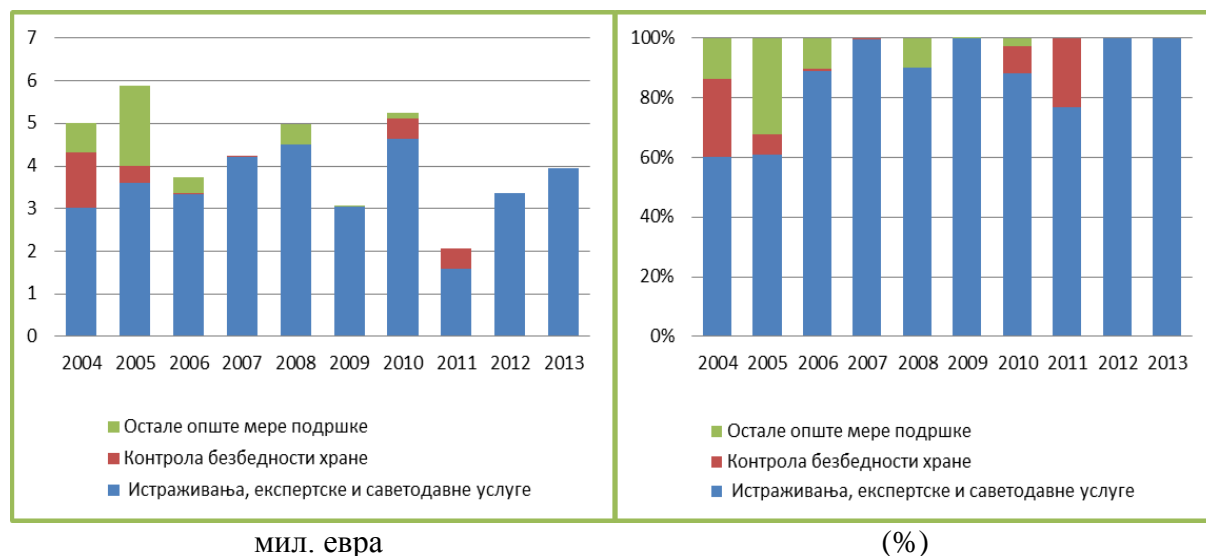 7
6
5
4
3
2
1
0
2004 2005 2006 2007 2008 2009 2010 2011 2012 2013
Остале опште мере подршке
Контрола безбедности хране
Истраживања, експертске и саветодавне услуге
мил. евра
100%
80%
60%
40%
20%
0%
2004 2005 2006 2007 2008 2009 2010 2011 2012 2013
Остале опште мере подршке
Контрола безбедности хране
Истраживања, експертске и саветодавне услуге
(%)